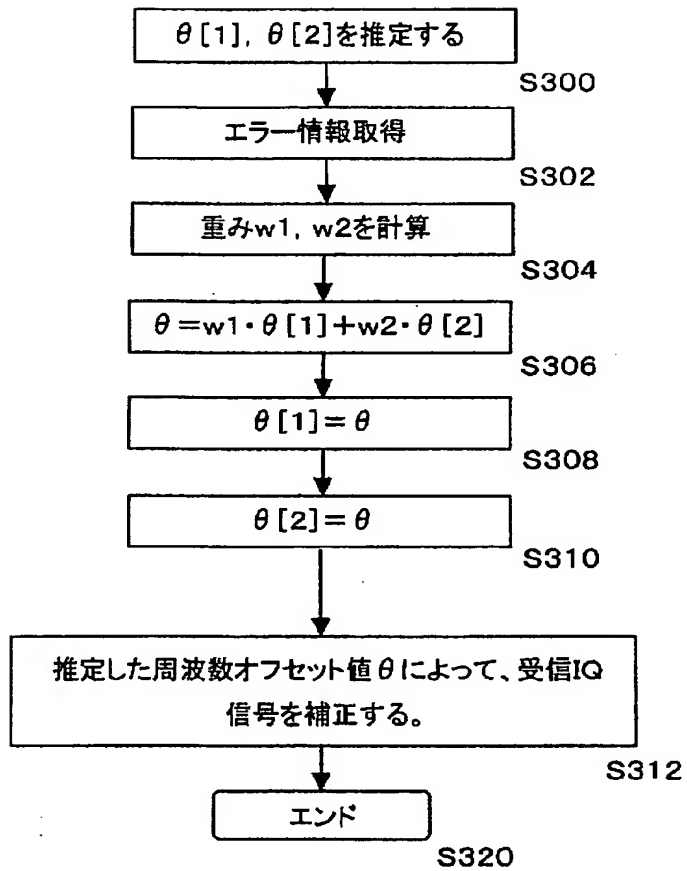 θ[1], θ[2]を推定する
S300
エラー情報取得
S302
重みw1, w2を計算
S304
θ=w1・θ[1]+w2・θ[2]
S306
θ[1]=θ
S308
θ[2]=θ
S310
推定した周波数オフセット値θによって、受信IQ
信号を補正する。
S312
エンド
S320